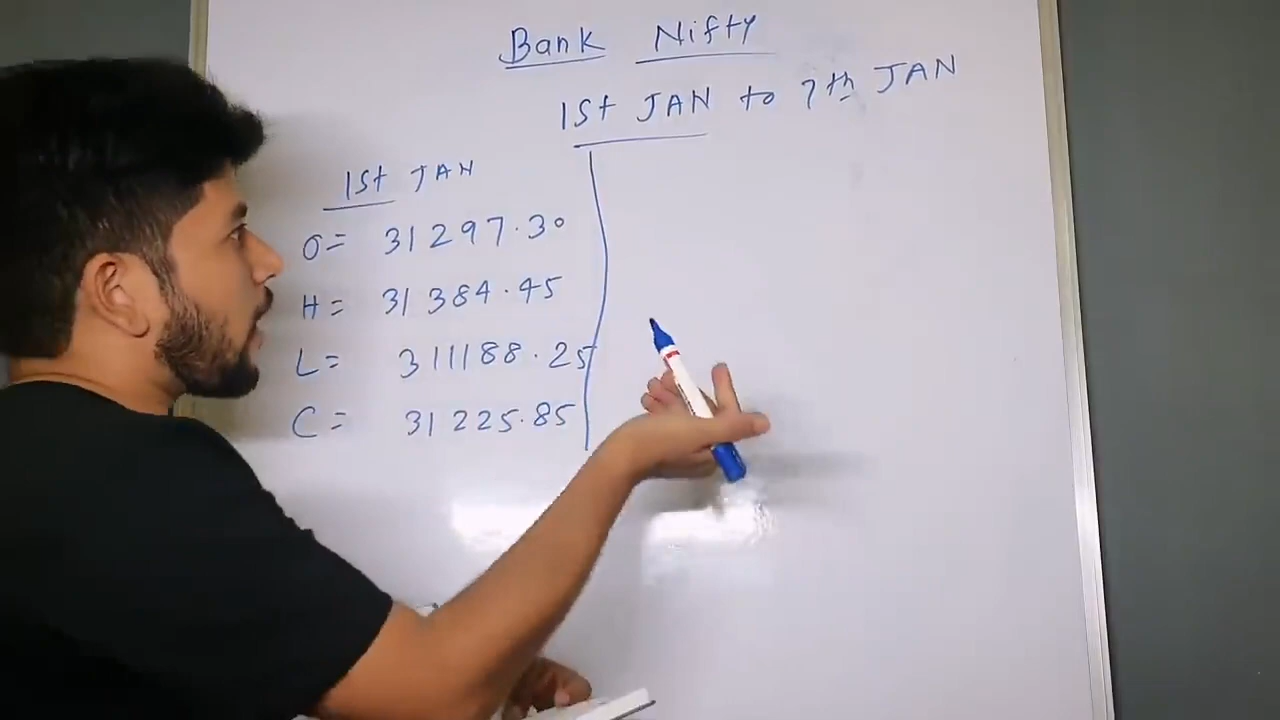 Bank Nifty
1st JAN to 7th JAN
1st JAN
O= 31297.30
H= 31384.45
L= 311188.25
C= 31225.85